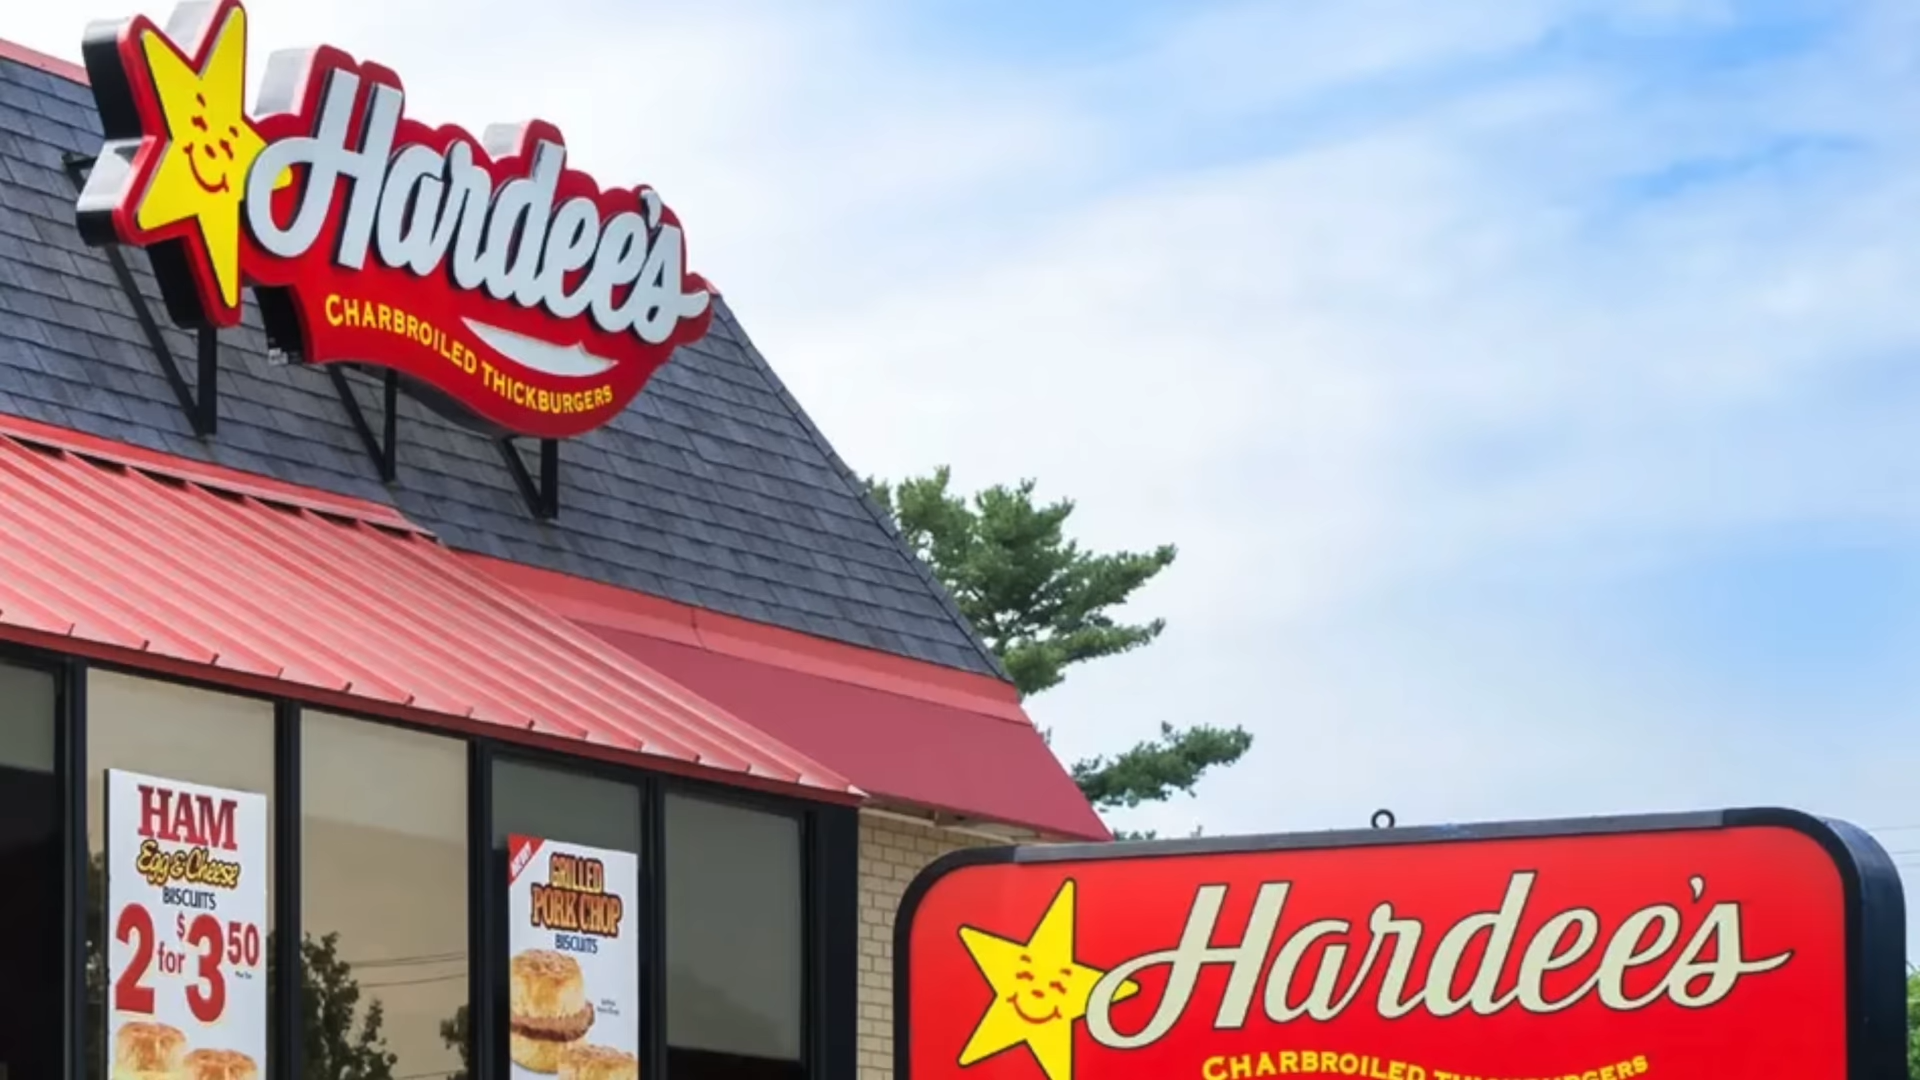 Hardee's
CHARBROILED THICKBURGERS
HAM
Egg & Cheese
BISCUITS
2 for $3 50
NEW!
GRILLED
PORK CHOP
BISCUITS
Hardee's
CHARBROILED THICKBURGERS